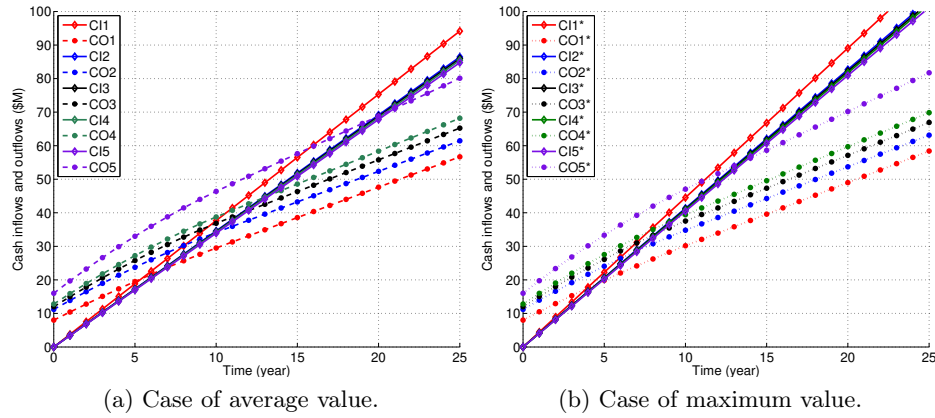 Cash inflows and outflows ($M)
100
90
80
70
60
50
40
30
20
10
0
CI1
CO1
CI2
CO2
CI3
CO3
CI4
CO4
CI5
CO5
0 5 10 15 20 25
Time (year)
(a) Case of average value.
Cash inflows and outflows ($M)
100
90
80
70
60
50
40
30
20
10
0
CI1*
CO1*
CI2*
CO2*
CI3*
CO3*
CI4*
CO4*
CI5*
CO5*
0 5 10 15 20 25
Time (year)
(b) Case of maximum value.